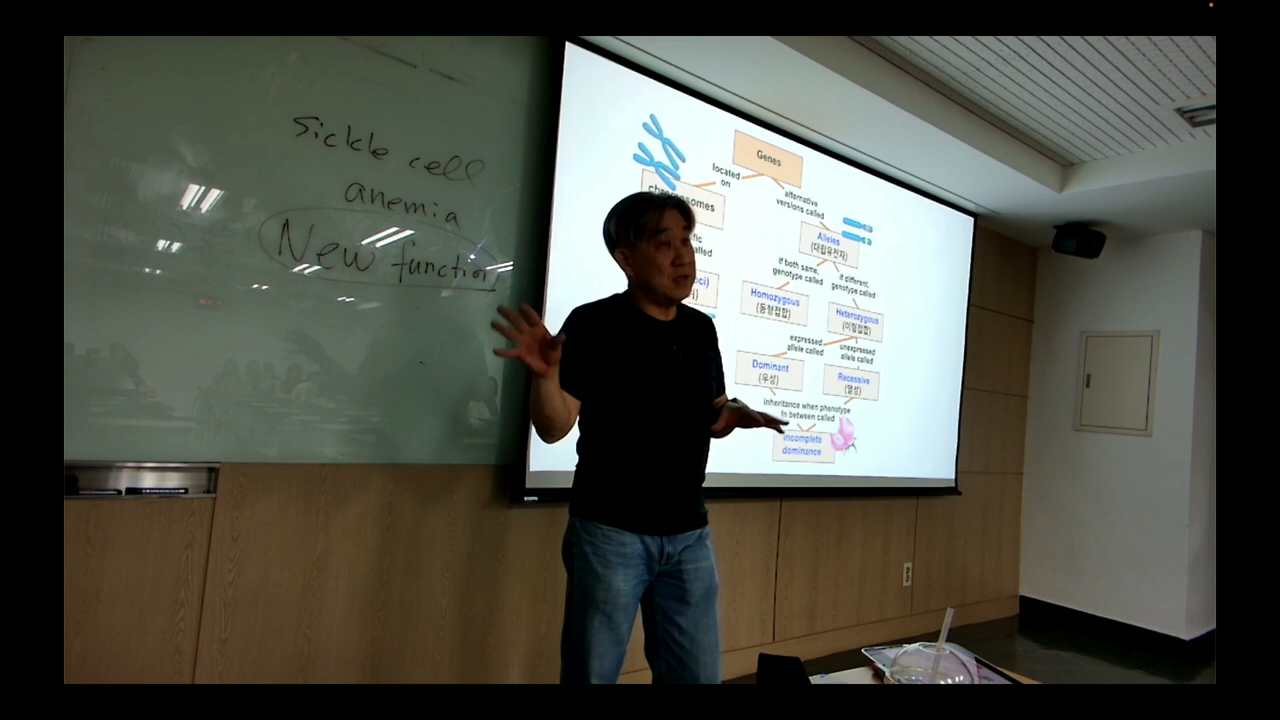 sickle cell
anemia
New function
Genes
located
on
alternative
versions called
Alleles
(대립유전자)
if both same,
genotype called
if different,
genotype called
Homozygous
(동형접합)
Heterozygous
(이형접합)
expressed
allele called
unexpressed
allele called
Dominant
(우성)
Recessive
(열성)
inheritance when phenotype
in between called
incomplete
dominance